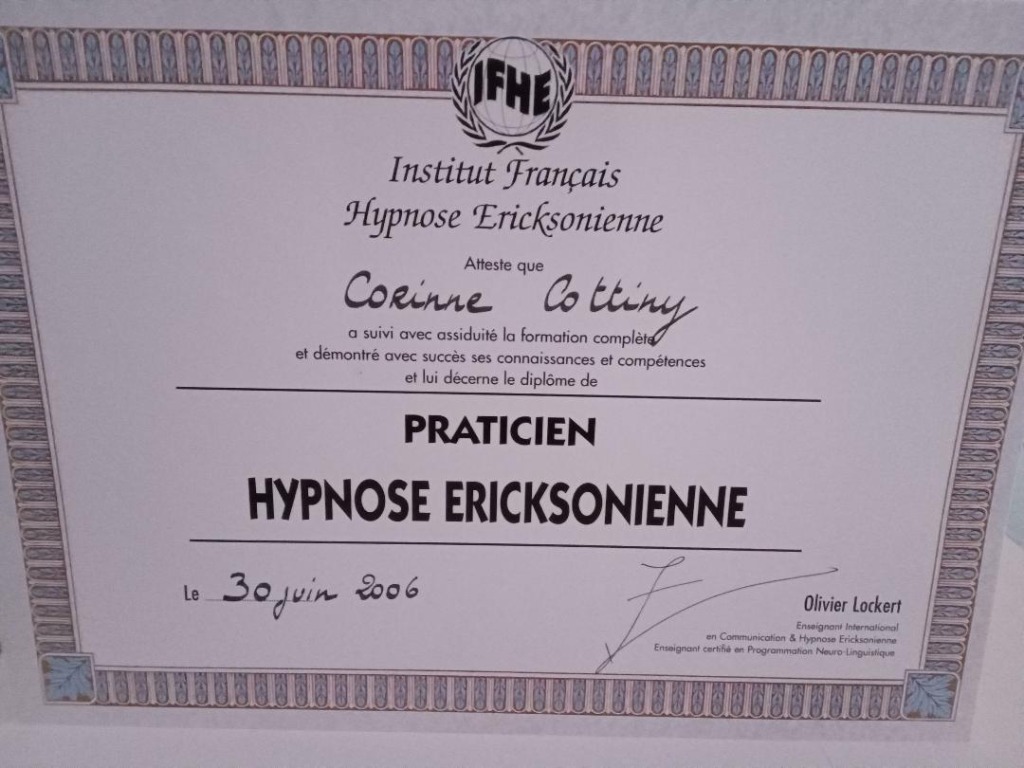 IFHE
Institut Français
Hypnose Ericksonienne
Atteste que
Corinne Cottiny
a suivi avec assiduité la formation complète
et démontré avec succès ses connaissances et compétences
et lui décerne le diplôme de
PRATICIEN
HYPNOSE ERICKSONIENNE
Le 30 juin 2006
Olivier Lockert
Enseignant International
en Communication & Hypnose Ericksonienne
Enseignant certifié en Programmation Neuro-Linguistique